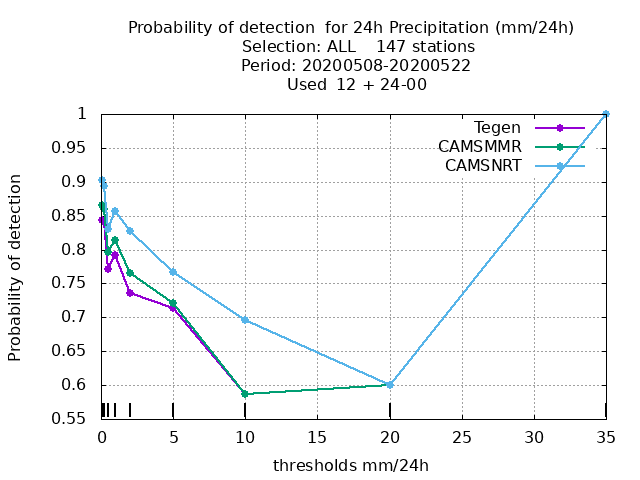 Probability of detection  for 24h Precipitation (mm/24h)
Selection: ALL    147 stations
Period: 20200508-20200522
Used  12 + 24-00
Tegen
CAMSMMR
CAMSNRT
1
0.95
0.9
0.85
0.8
0.75
0.7
0.65
0.6
0.55
Probability of detection
0 5 10 15 20 25 30 35
thresholds mm/24h